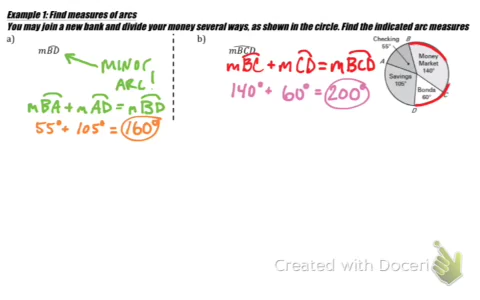 Example 1: Find measures of arcs
You may join a new bank and divide your money several ways, as shown in the circle. Find the indicated arc measures
a)
mBD
MINOR ARC!
mBA + mAD = mBD
55° + 105° = 160°
b)
mBCD
mBC + mCD = mBCD
140° + 60° = 200°
Checking
55°
B
A
Money
Market
140°
Savings
105°
Bonds
60°
C
D
Created with Doceri